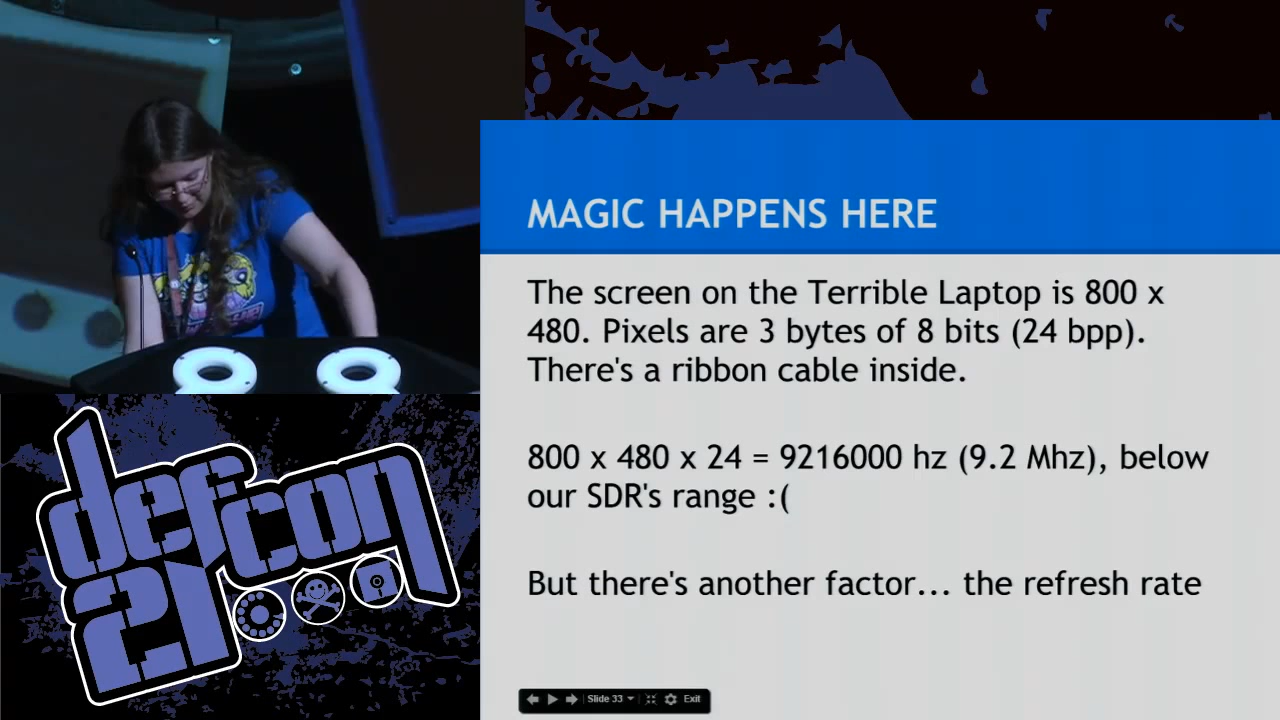 MAGIC HAPPENS HERE
The screen on the Terrible Laptop is 800 x
480. Pixels are 3 bytes of 8 bits (24 bpp).
There's a ribbon cable inside.
800 x 480 x 24 = 9216000 hz (9.2 Mhz), below
our SDR's range :(
But there's another factor... the refresh rate
Slide 33
Exit
defcon
21